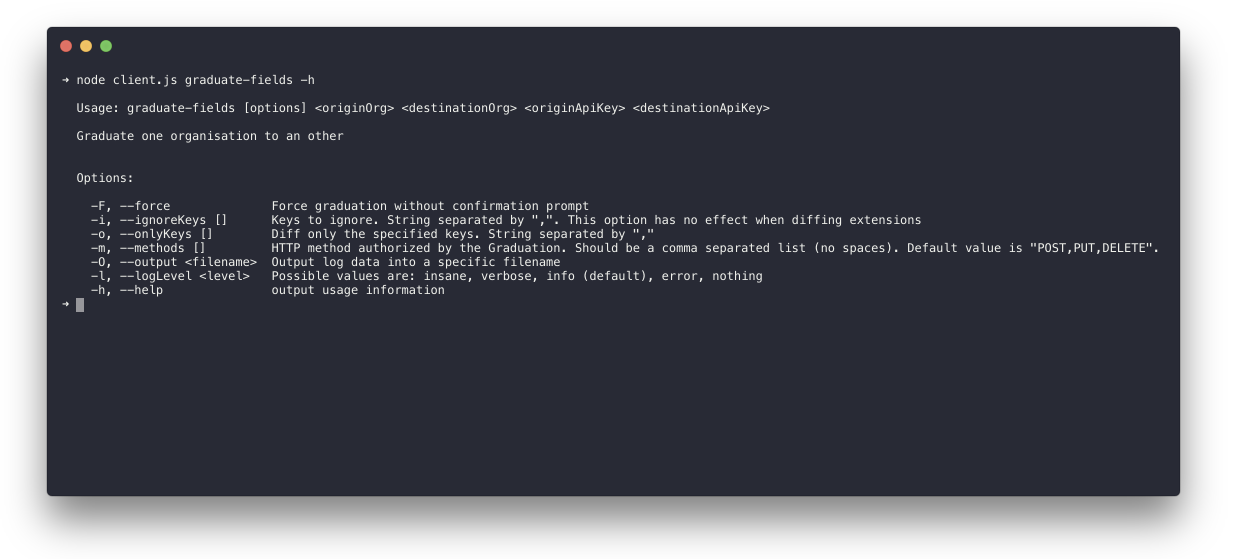 ➜ node client.js graduate-fields -h
Usage: graduate-fields [options] <originOrg> <destinationOrg> <originApiKey> <destinationApiKey>
Graduate one organisation to an other
Options:
-F, --force Force graduation without confirmation prompt
-i, --ignoreKeys [] Keys to ignore. String separated by ",". This option has no effect when diffing extensions
-o, --onlyKeys [] Diff only the specified keys. String separated by ","
-m, --methods [] HTTP method authorized by the Graduation. Should be a comma separated list (no spaces). Default value is "POST,PUT,DELETE".
-O, --output <filename> Output log data into a specific filename
-l, --logLevel <level> Possible values are: insane, verbose, info (default), error, nothing
-h, --help output usage information
➜